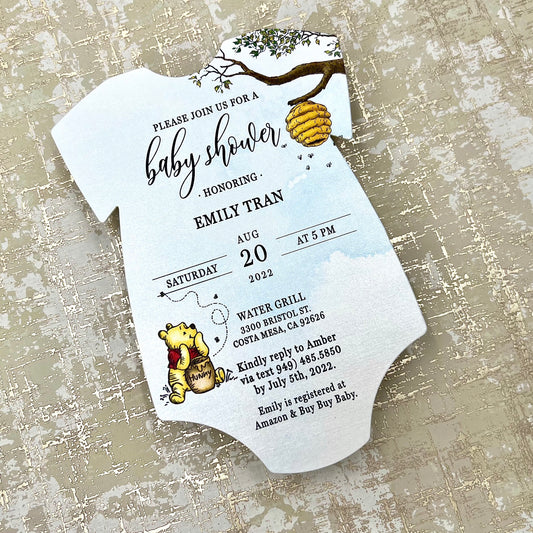 PLEASE JOIN US FOR A
baby shower
· HONORING ·
EMILY TRAN
AUG
SATURDAY 20 AT 5 PM
2022
WATER GRILL
3300 BRISTOL ST.
COSTA MESA, CA 92626
Kindly reply to Amber
via text 949) 485.5850
by July 5th, 2022.
Emily is registered at
Amazon & Buy Buy Baby.
Hunny